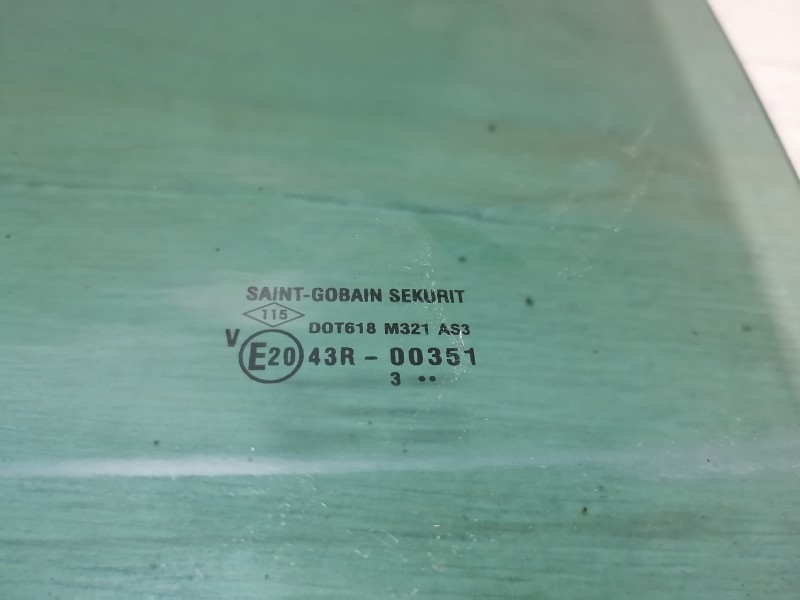 SAINT-GOBAIN SEKURIT
115
DOT618 M321 AS3
V
E20 43R - 00351
3 ••